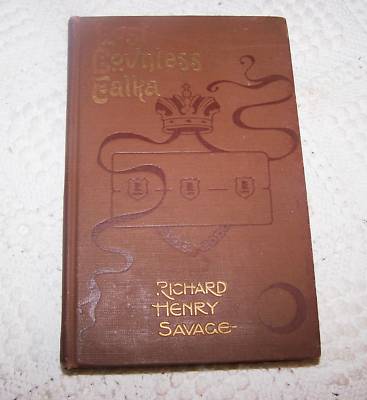 Countess
Falka
RICHARD
HENRY
SAVAGE